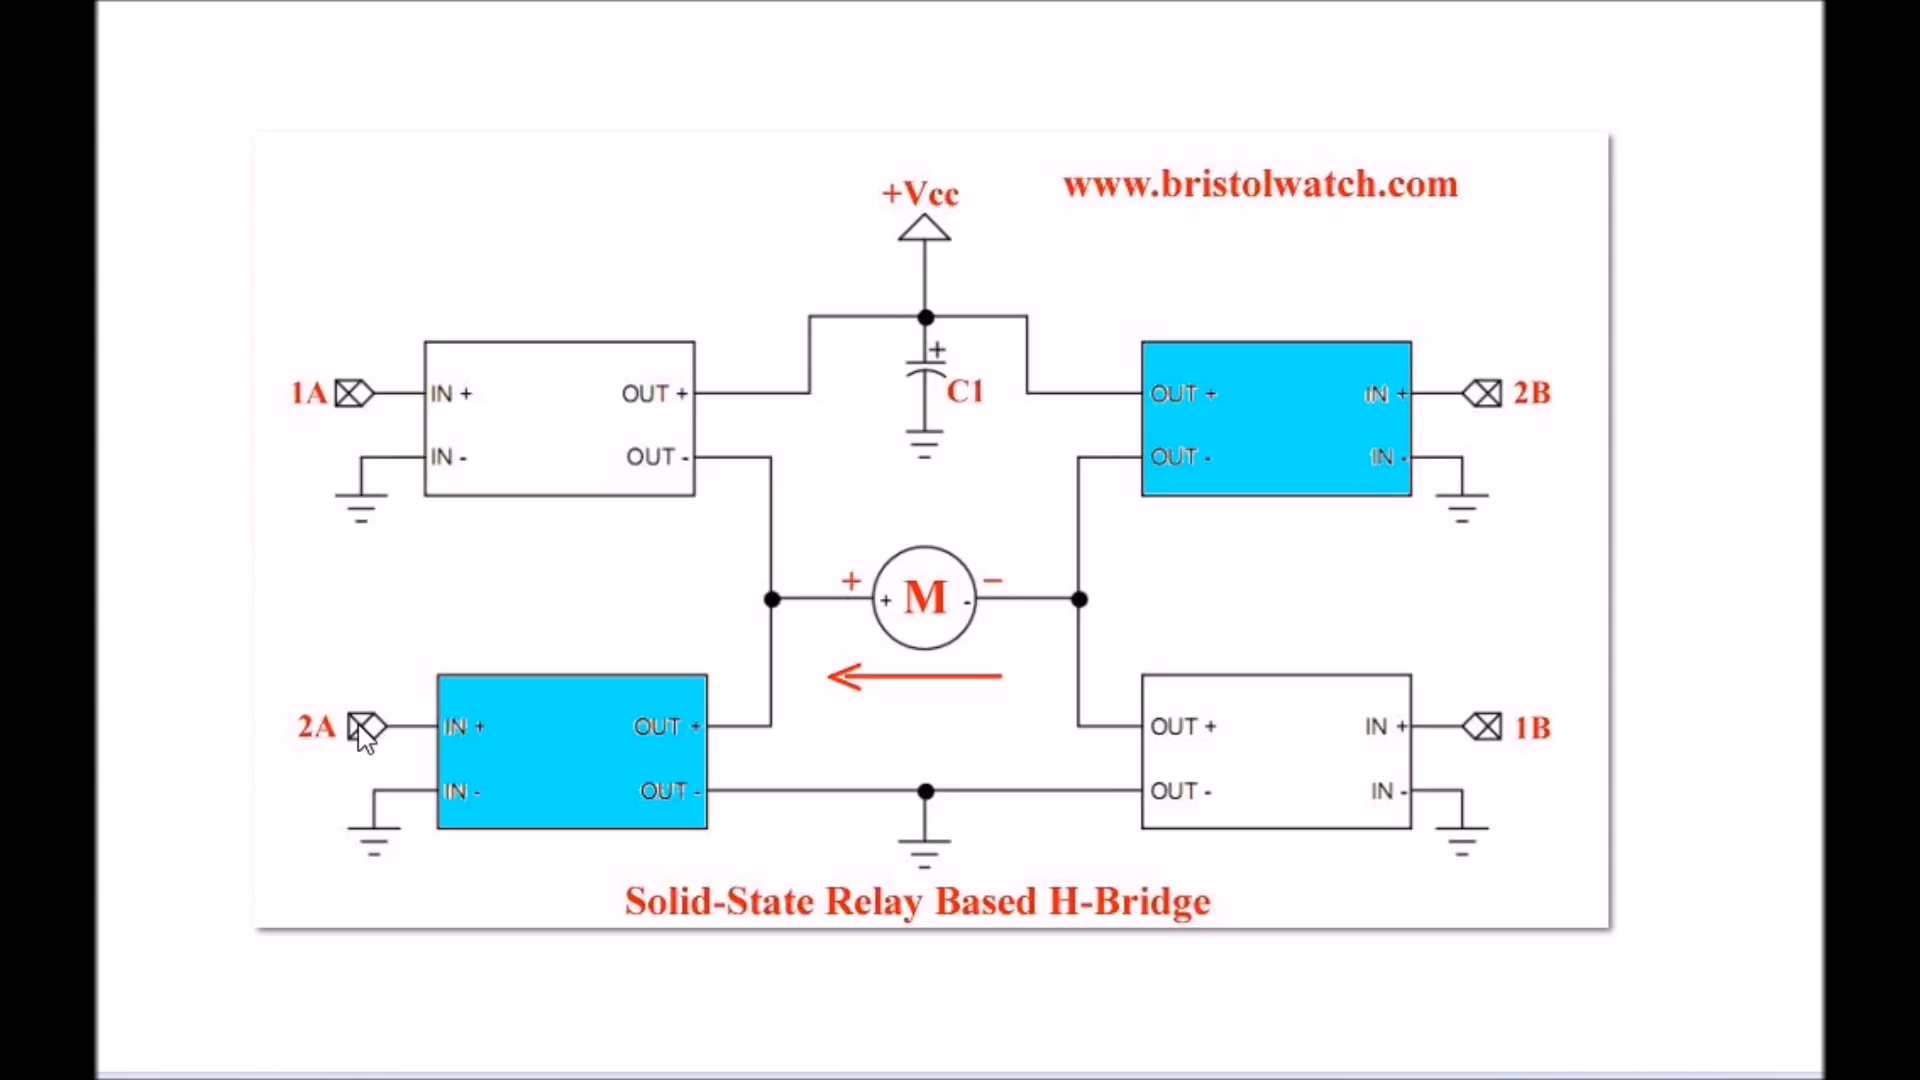 www.bristolwatch.com
+Vcc
1A
IN +
OUT +
+
C1
OUT +
IN +
2B
IN -
OUT -
OUT -
IN -
+
+
M
-
–
2A
IN +
OUT +
OUT +
IN +
1B
IN -
OUT -
OUT -
IN -
Solid-State Relay Based H-Bridge